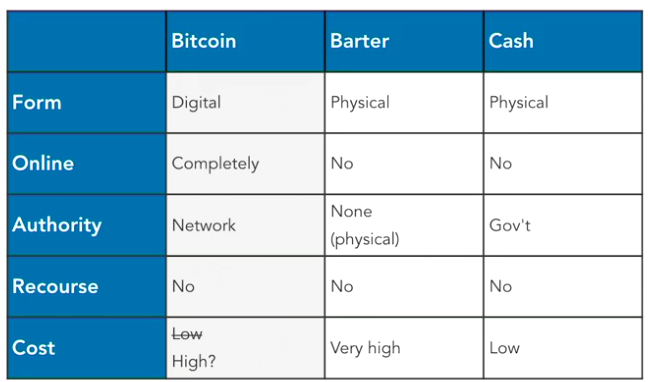 Bitcoin Barter Cash
Form Digital Physical Physical
Online Completely No No
Authority Network None (physical) Gov't
Recourse No No No
Cost Low High? Very high Low